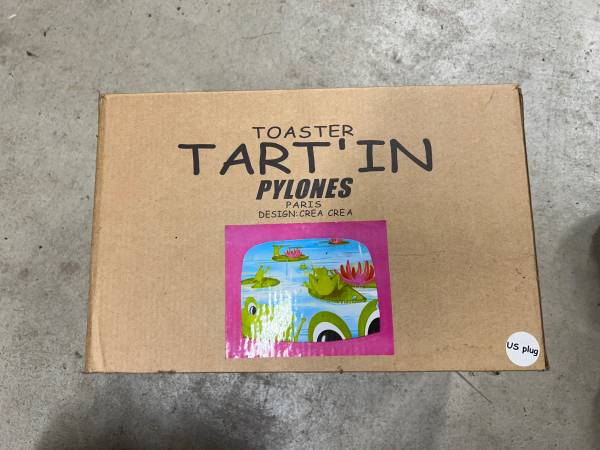 TOASTER
TART'IN
PYLONES
PARIS
DESIGN:CREA CREA
US plug